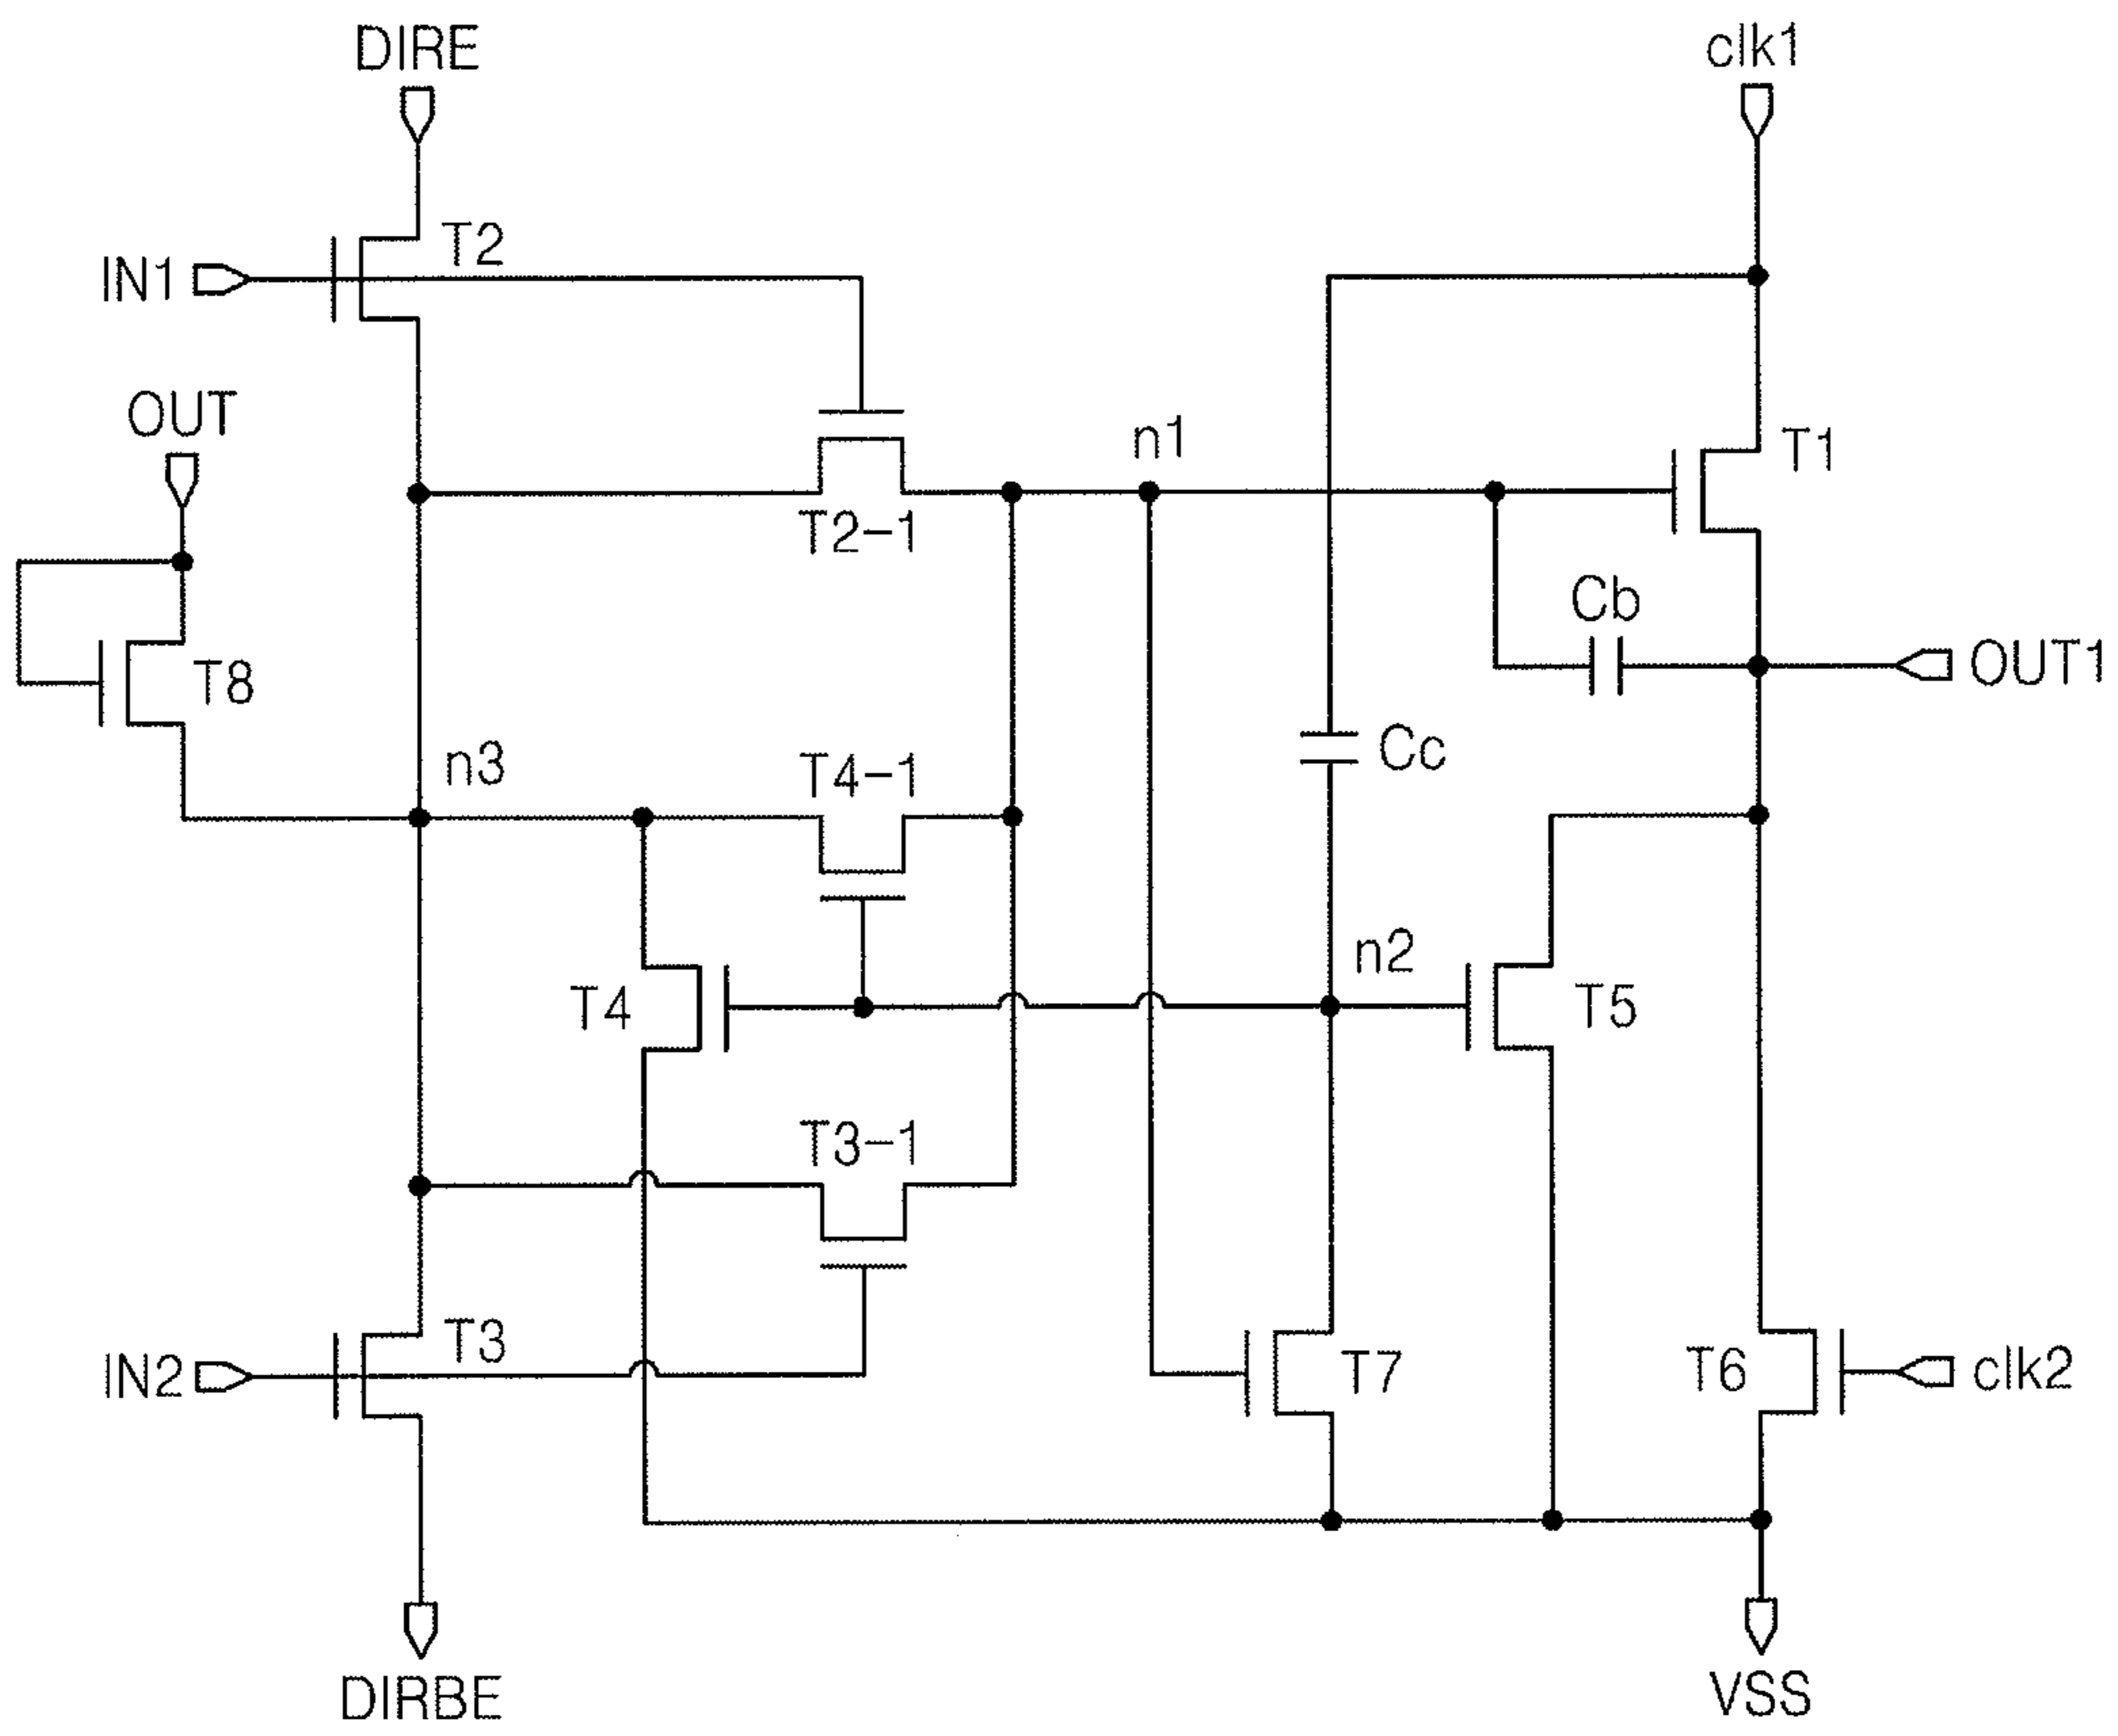 DIRE
clk1
T2
IN1
OUT
n1
T1
T2-1
Cb
OUT1
T8
n3
T4-1
Cc
n2
T4
T5
T3-1
T3
IN2
T7
T6
clk2
DIRBE
VSS